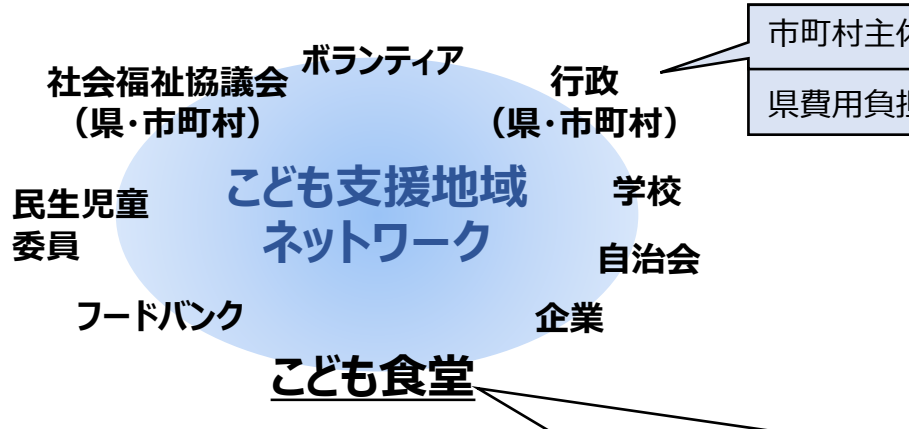 ボランティア
社会福祉協議会
（県・市町村）
行政
（県・市町村）
市町村主体
県費用負担
こども支援地域
ネットワーク
民生児童
委員
学校
自治会
フードバンク
企業
こども食堂